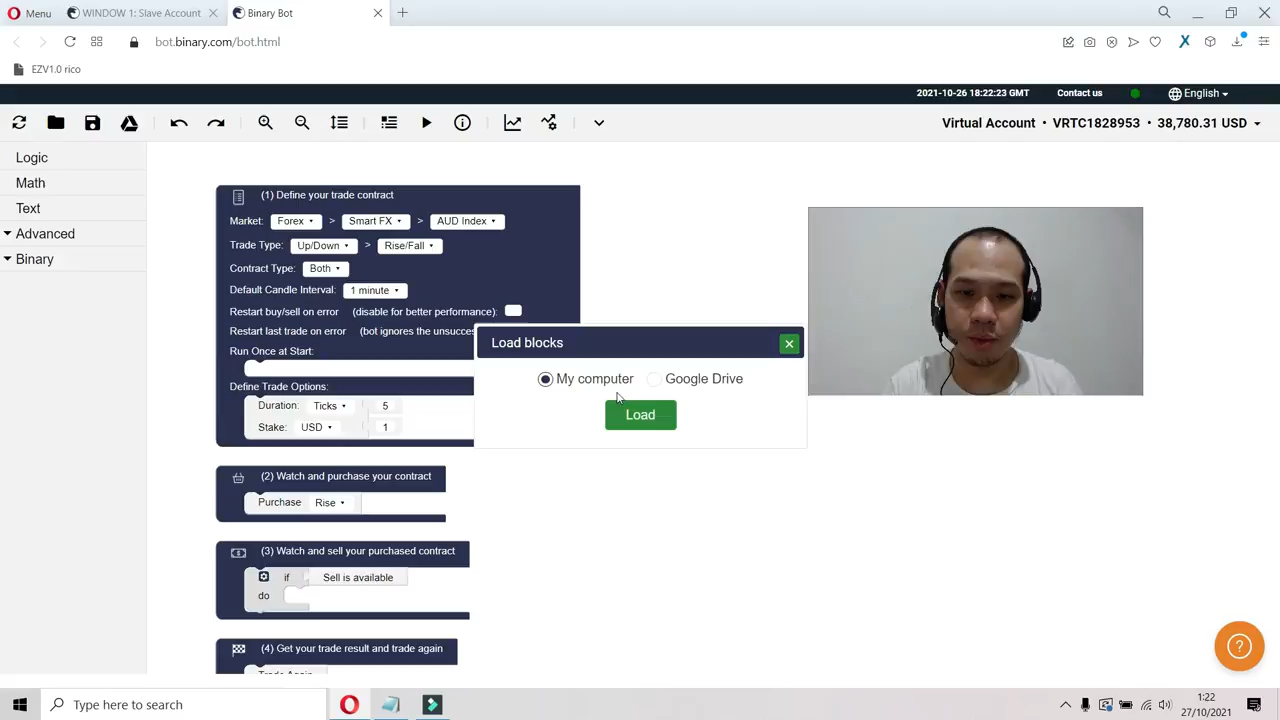 Menu
WINDOW 1: Slave Account
Binary Bot
bot.binary.com/bot.html
EZV1.0 rico
2021-10-26 18:22:23 GMT
Contact us
English
Virtual Account • VRTC1828953 • 38,780.31 USD
Logic
Math
Text
Advanced
Binary
(1) Define your trade contract
Market: Forex > Smart FX > AUD Index
Trade Type: Up/Down > Rise/Fall
Contract Type: Both
Default Candle Interval: 1 minute
Restart buy/sell on error (disable for better performance):
Restart last trade on error (bot ignores the unsucce
Run Once at Start:
Define Trade Options:
Duration: Ticks 5
Stake: USD 1
Load blocks
My computer Google Drive
Load
(2) Watch and purchase your contract
Purchase Rise
(3) Watch and sell your purchased contract
if Sell is available
do
(4) Get your trade result and trade again
Type here to search
1:22
27/10/2021